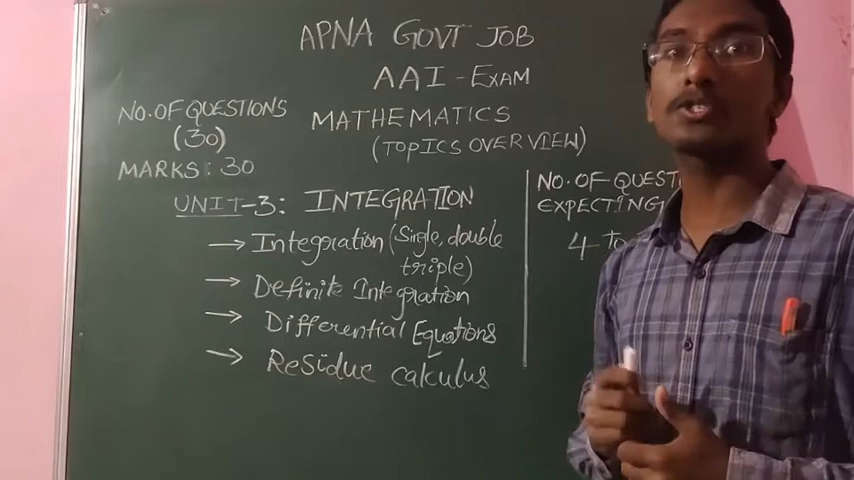 APNA GOVT JOB
AAI - EXAM
NO. OF QUESTIONS
(30)
MARKS: 30
MATHEMATICS
(TOPICS OVERVIEW)
UNIT-3: INTEGRATION
→ Integration (Single, double
triple)
→ Definite Integration
→ Differential Equations
→ Residue calculus
NO. OF QUEST
EXPECTING
4 - To